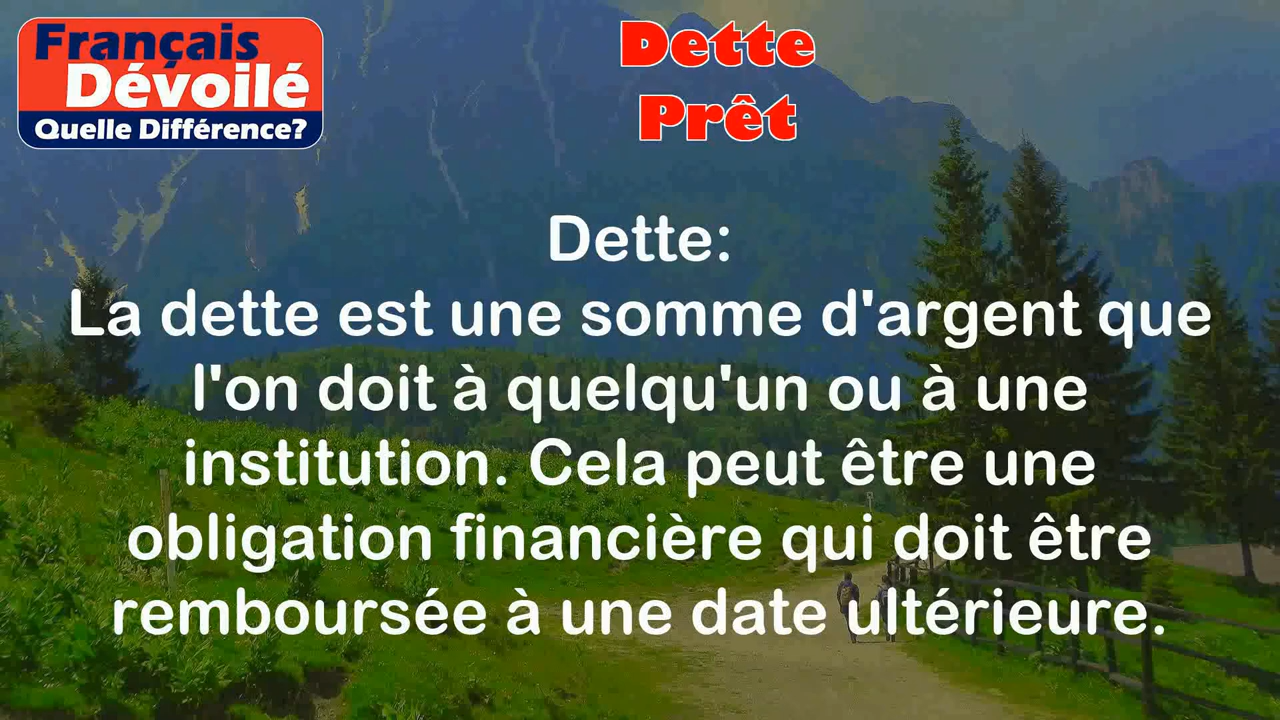 Français
Dévoilé
Quelle Différence?
Dette
Prêt
Dette:
La dette est une somme d'argent que
l'on doit à quelqu'un ou à une
institution. Cela peut être une
obligation financière qui doit être
remboursée à une date ultérieure.